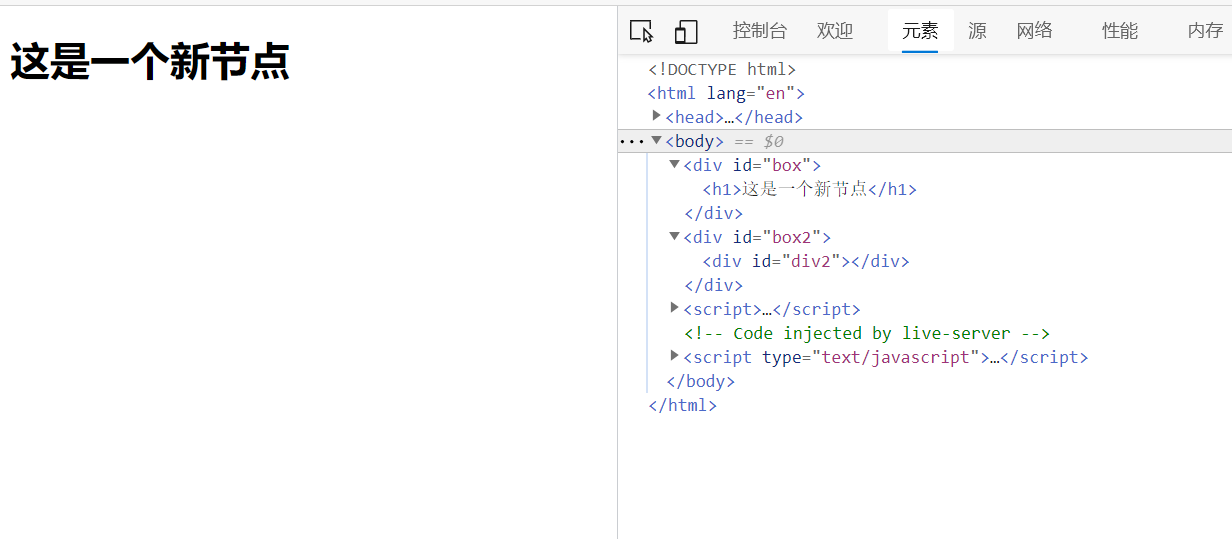 这是一个新节点
控制台 欢迎 元素 源 网络 性能 内存
<!DOCTYPE html>
<html lang="en">
<head>…</head>
··· <body> == $0
<div id="box">
<h1>这是一个新节点</h1>
</div>
<div id="box2">
<div id="div2"></div>
</div>
<script>…</script>
<!-- Code injected by live-server -->
<script type="text/javascript">…</script>
</body>
</html>